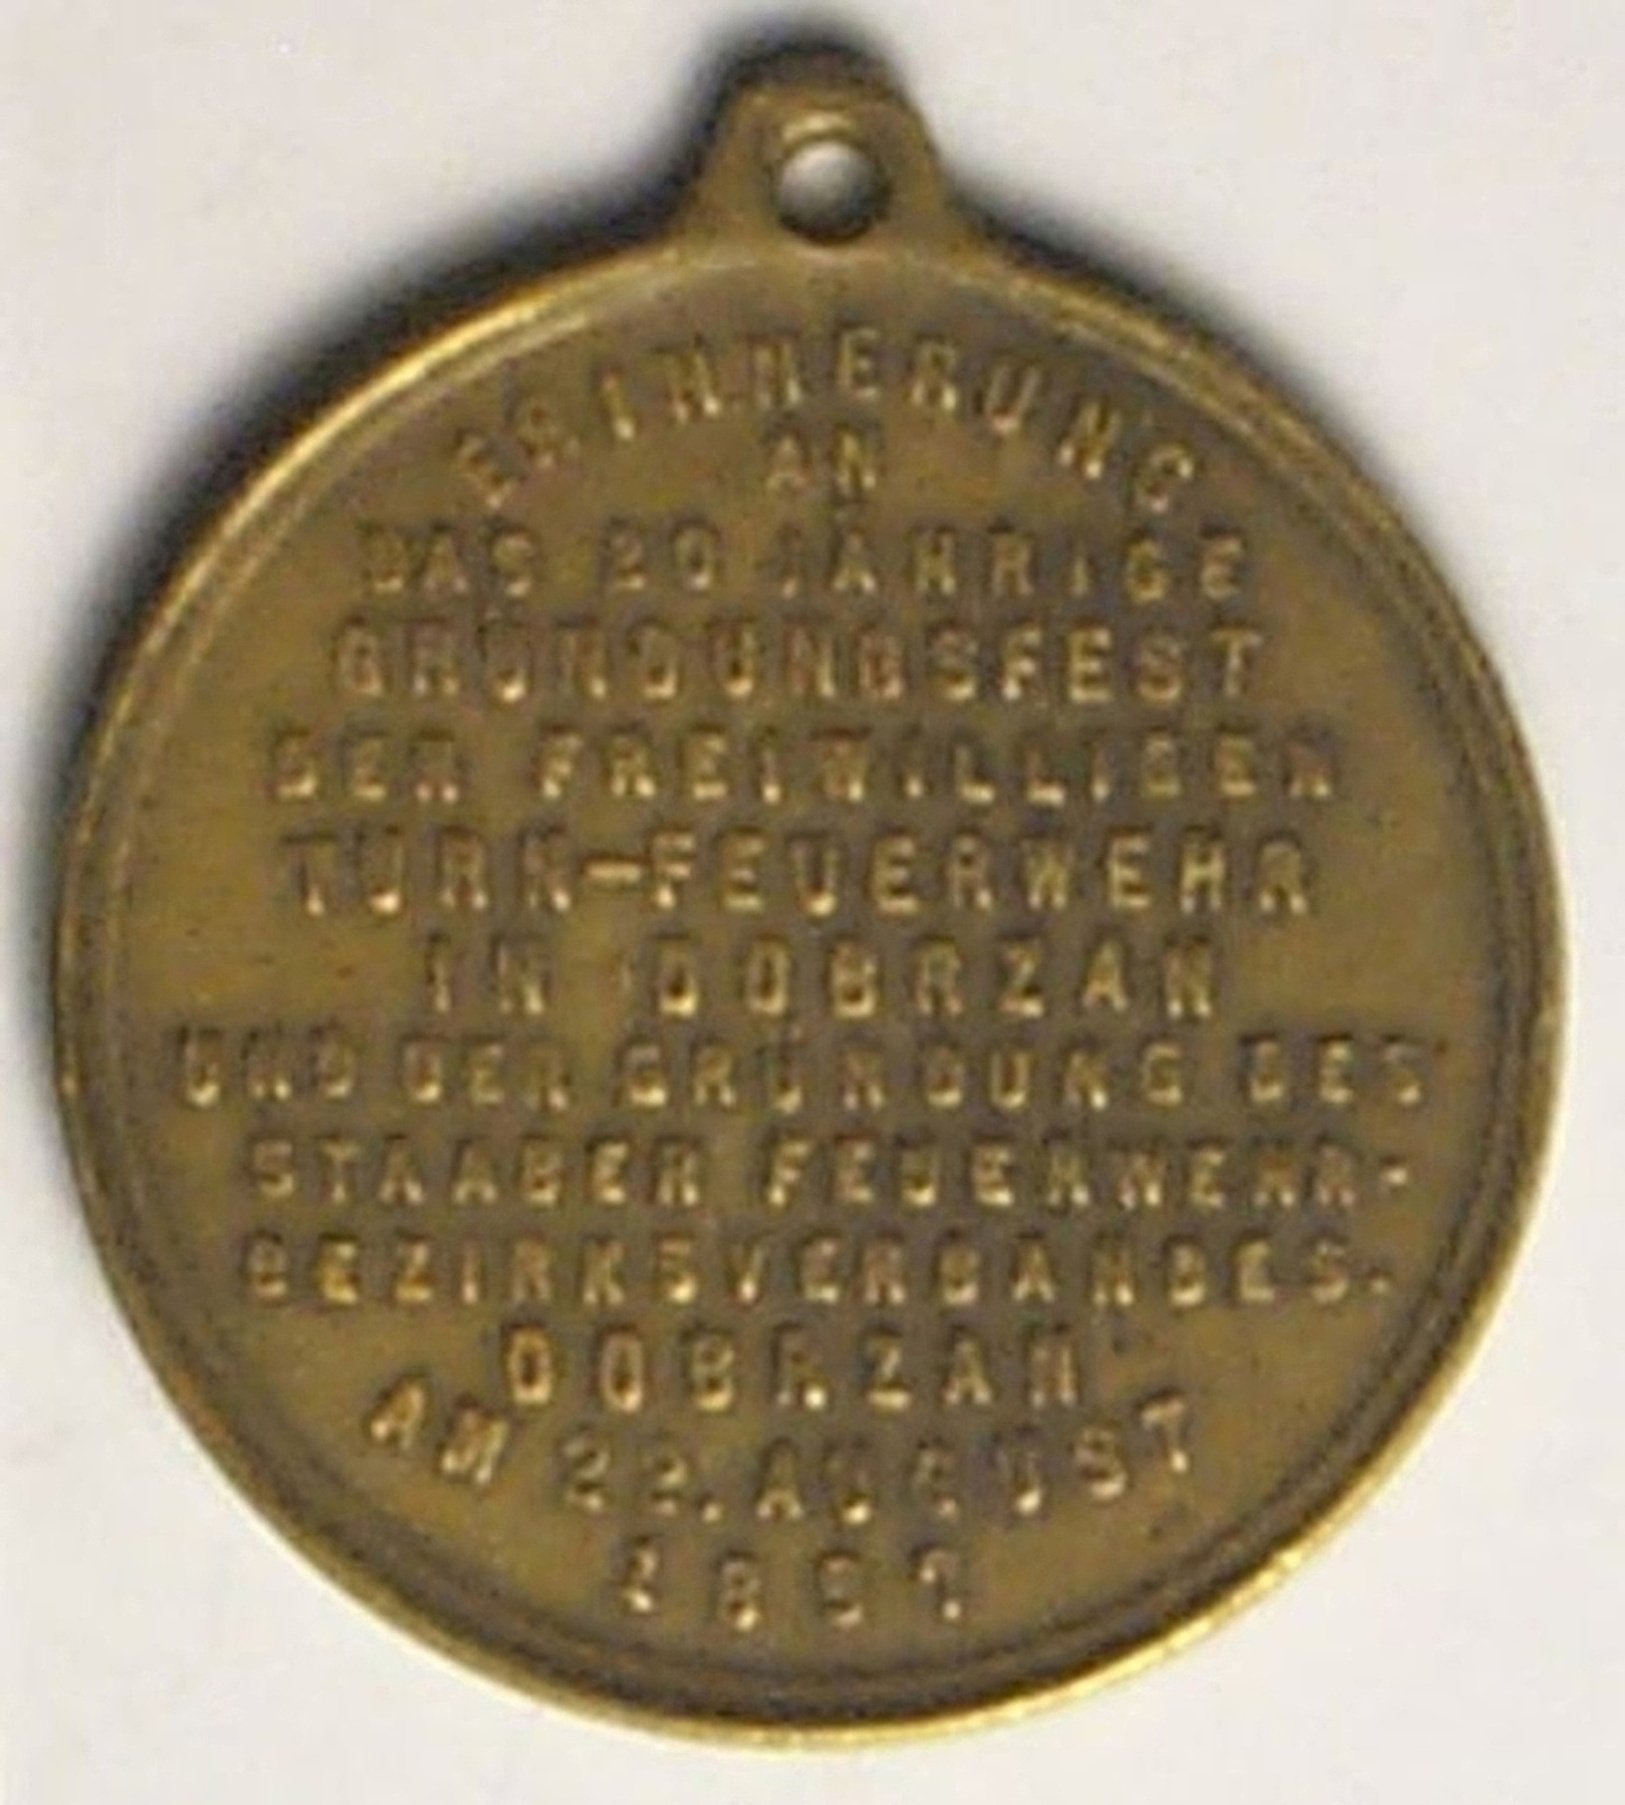 ERINNERUNG
AN
DAS 20 JÄHRIGE
GRÜNDUNGSFEST
DER FREIWILLIGEN
TURN-FEUERWEHR
IN DOBRZAN
UND DER GRÜNDUNG DES
STAABER FEUERWEHR-
BEZIRKSVERBANDES.
DOBRZAN
AM 22. AUGUST
1897